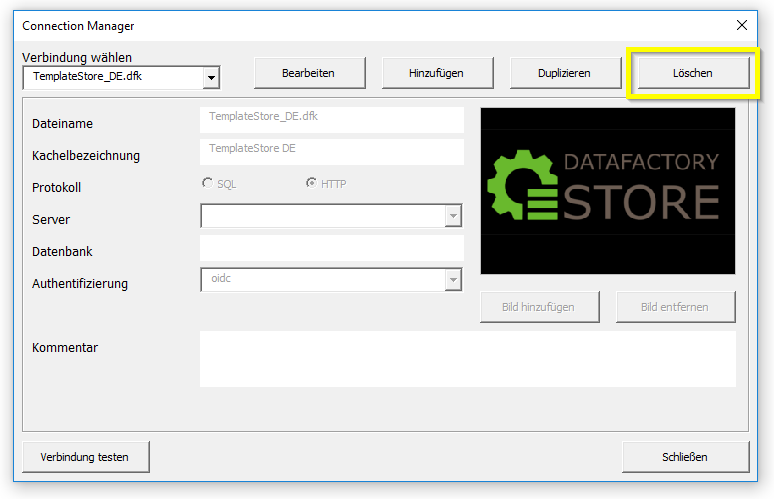 Connection Manager
Verbindung wählen
TemplateStore_DE.dfk
Bearbeiten
Hinzufügen
Duplizieren
Löschen
Dateiname
TemplateStore_DE.dfk
Kachelbezeichnung
TemplateStore DE
Protokoll
SQL
HTTP
Server
Datenbank
Authentifizierung
oidc
DATAFACTORY
STORE
Bild hinzufügen
Bild entfernen
Kommentar
Verbindung testen
Schließen